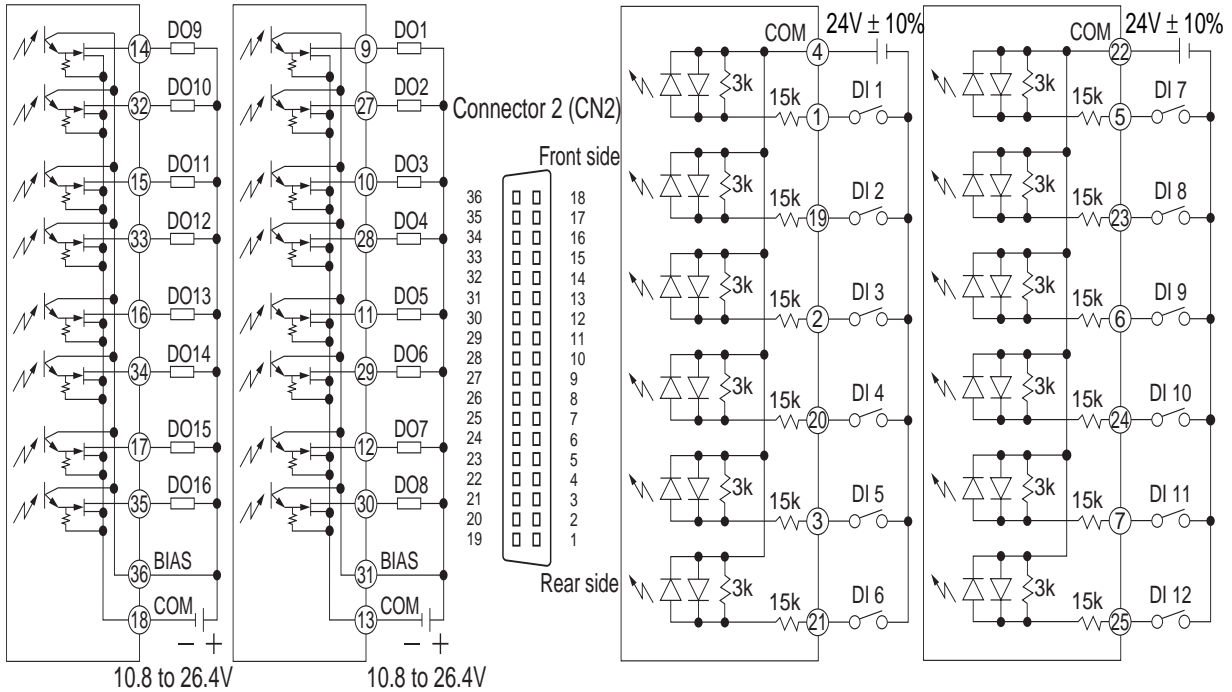 14 DO9
32 DO10
15 DO11
33 DO12
16 DO13
34 DO14
17 DO15
35 DO16
36 BIAS
18 COM
− +
10.8 to 26.4V
9 DO1
27 DO2
10 DO3
28 DO4
11 DO5
29 DO6
12 DO7
30 DO8
31 BIAS
13 COM
− +
10.8 to 26.4V
Connector 2 (CN2)
Front side
36 18
35 17
34 16
33 15
32 14
31 13
30 12
29 11
28 10
27 9
26 8
25 7
24 6
23 5
22 4
21 3
20 2
19 1
Rear side
24V ± 10%
COM 4
3k 15k 1 DI 1
3k 15k 19 DI 2
3k 15k 2 DI 3
3k 15k 20 DI 4
3k 15k 3 DI 5
3k 15k 21 DI 6
24V ± 10%
COM 22
3k 15k 5 DI 7
3k 15k 23 DI 8
3k 15k 6 DI 9
3k 15k 24 DI 10
3k 15k 7 DI 11
3k 15k 25 DI 12